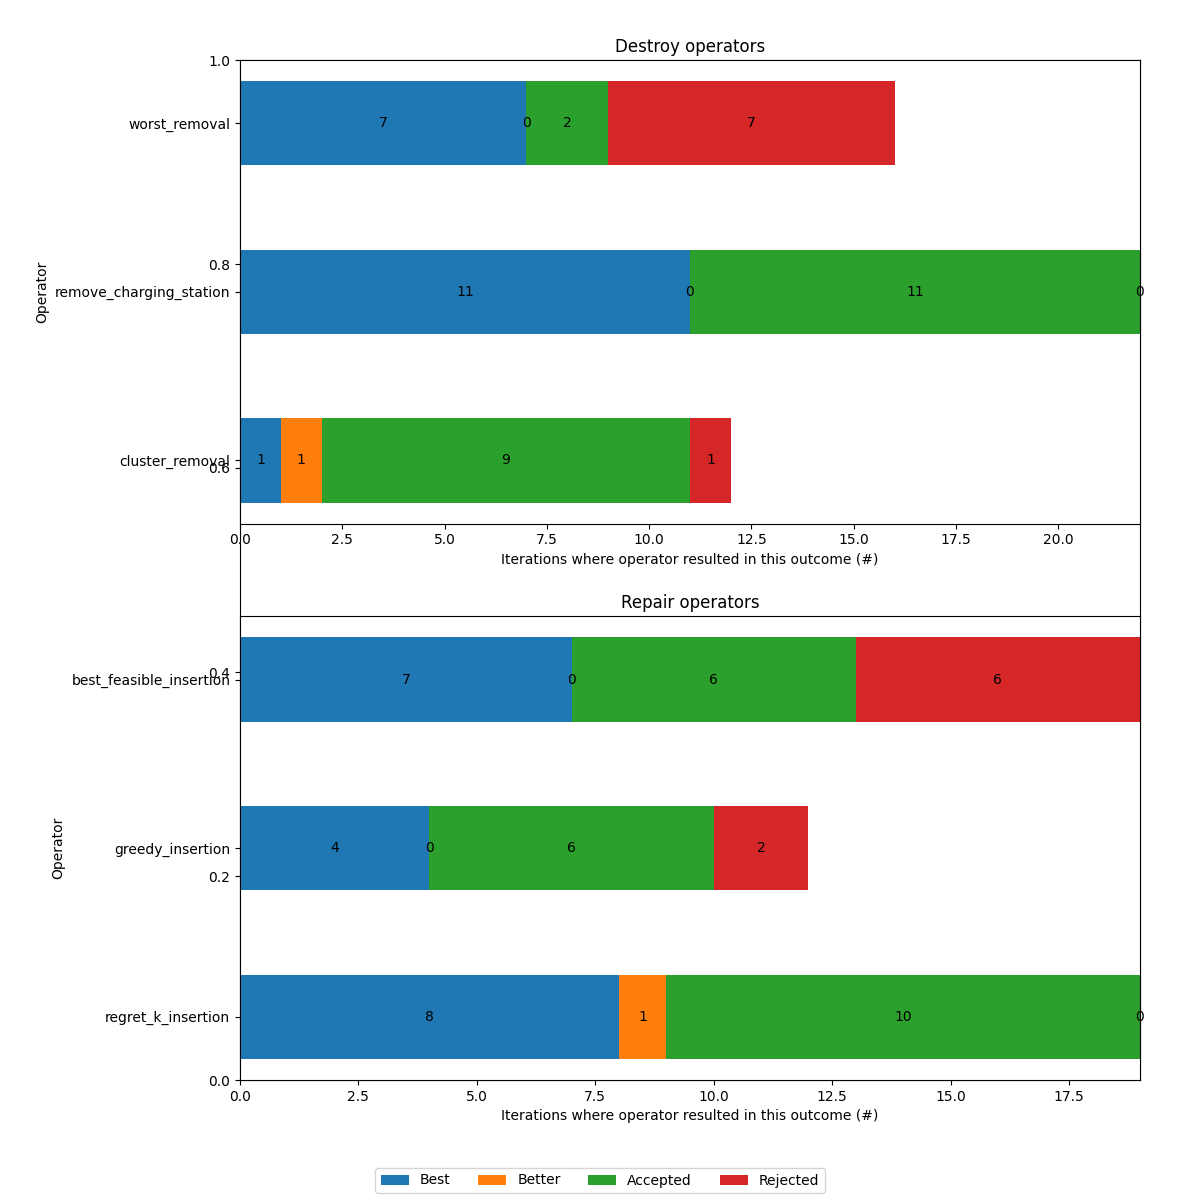 Destroy operators
1.0
worst_removal
7 0 2 7
0.8
Operator
remove_charging_station
11 0 11 0
cluster_removal
1 1 9 1
0.6
0.0 2.5 5.0 7.5 10.0 12.5 15.0 17.5 20.0
Iterations where operator resulted in this outcome (#)
Repair operators
0.4
best_feasible_insertion
7 0 6 6
Operator
greedy_insertion
4 0 6 2
0.2
regret_k_insertion
8 1 10 0
0.0
0.0 2.5 5.0 7.5 10.0 12.5 15.0 17.5
Iterations where operator resulted in this outcome (#)
Best Better Accepted Rejected